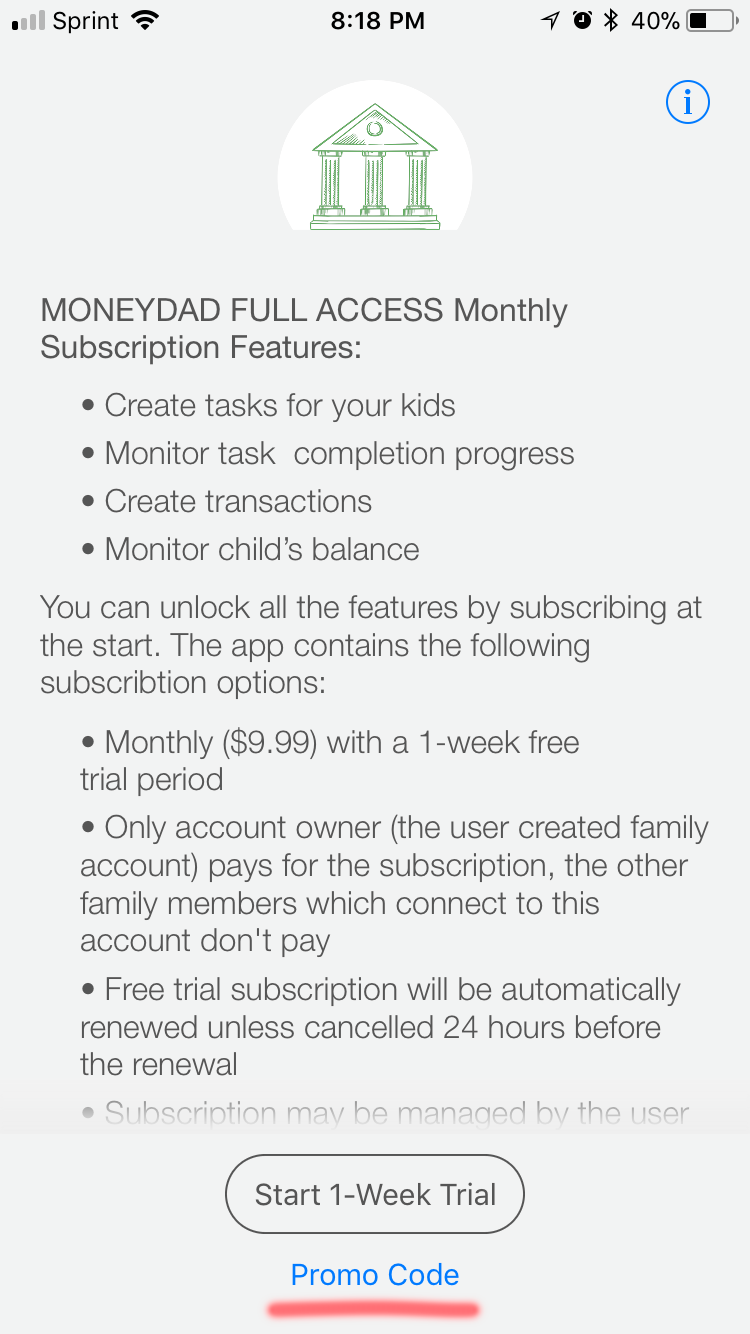 Sprint 8:18 PM 40%
i
MONEYDAD FULL ACCESS Monthly
Subscription Features:
• Create tasks for your kids
• Monitor task  completion progress
• Create transactions
• Monitor child’s balance
You can unlock all the features by subscribing at
the start. The app contains the following
subscribtion options:
• Monthly ($9.99) with a 1-week free
trial period
• Only account owner (the user created family
account) pays for the subscription, the other
family members which connect to this
account don't pay
• Free trial subscription will be automatically
renewed unless cancelled 24 hours before
the renewal
• Subscription may be managed by the user
Start 1-Week Trial
Promo Code